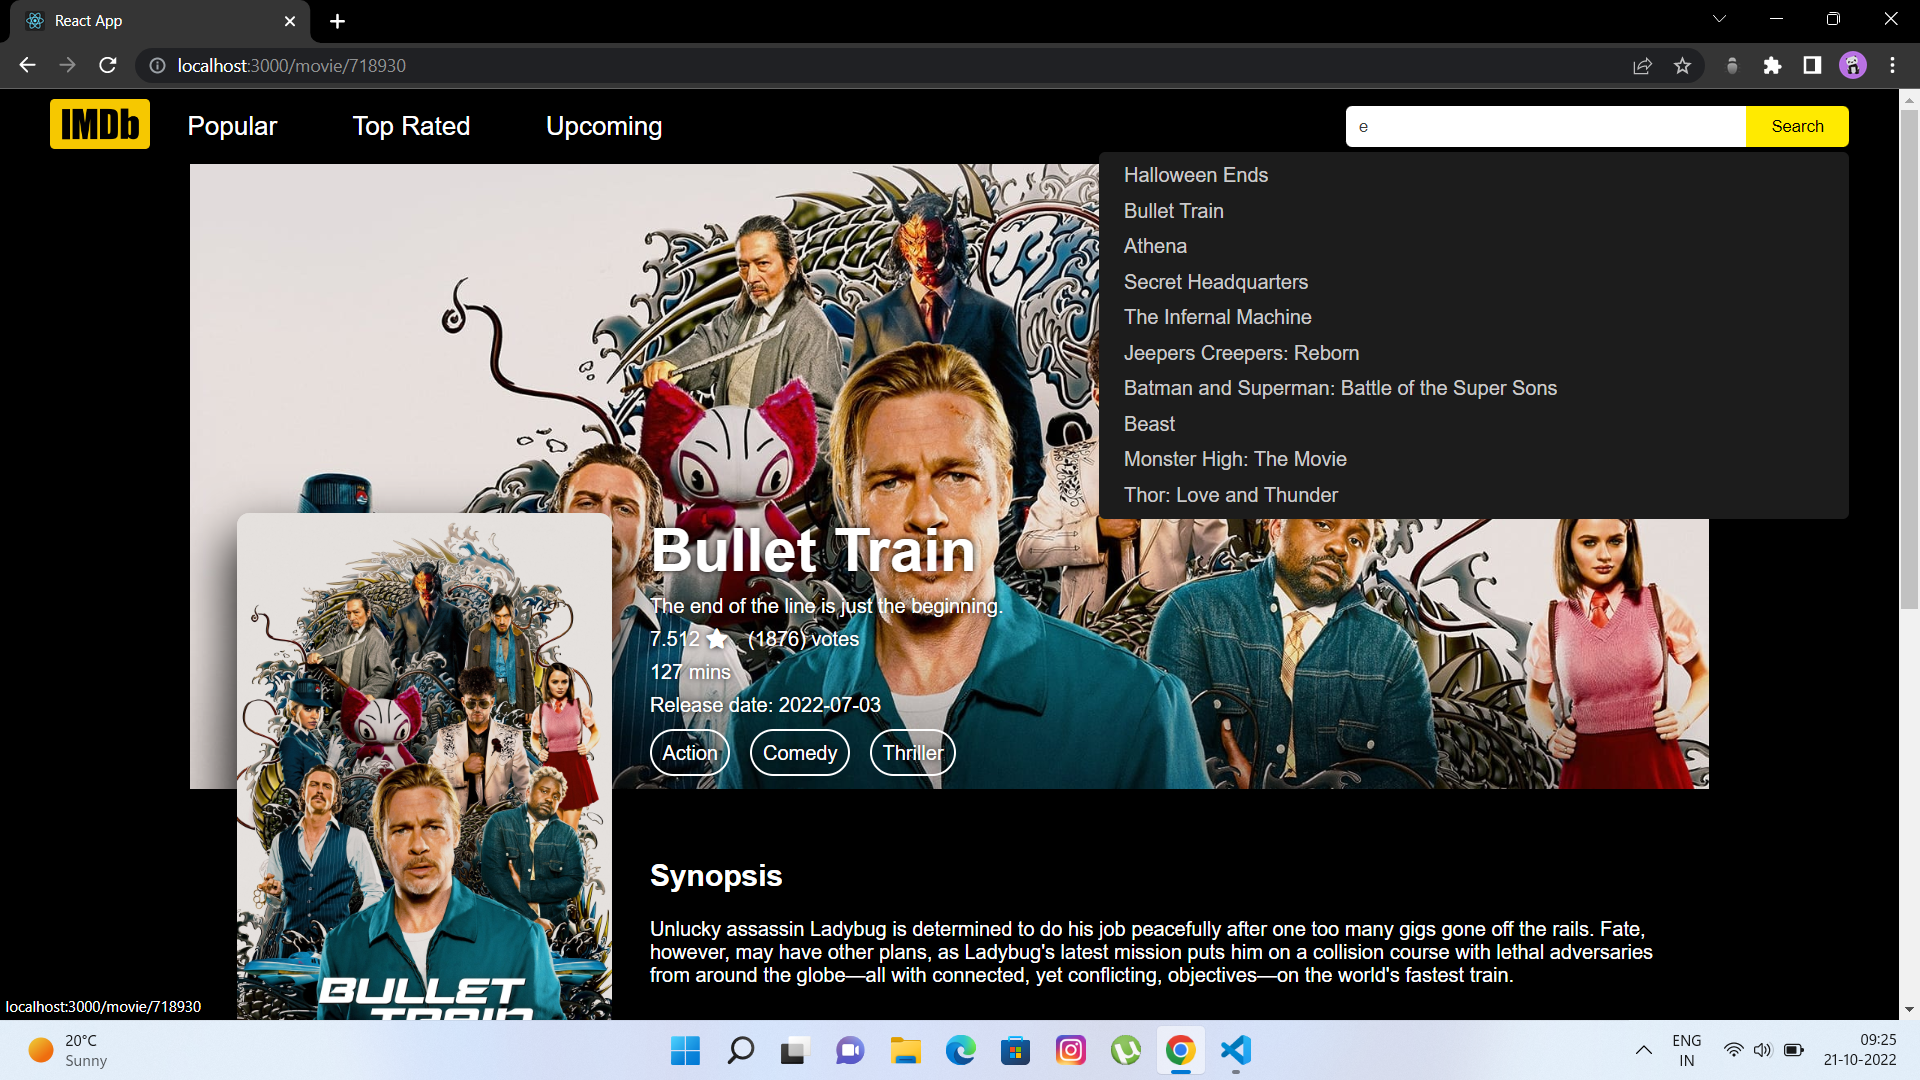 React App
localhost:3000/movie/718930
IMDb
Popular
Top Rated
Upcoming
e
Search
Halloween Ends
Bullet Train
Athena
Secret Headquarters
The Infernal Machine
Jeepers Creepers: Reborn
Batman and Superman: Battle of the Super Sons
Beast
Monster High: The Movie
Thor: Love and Thunder
Bullet Train
The end of the line is just the beginning.
7.512 (1876) votes
127 mins
Release date: 2022-07-03
Action
Comedy
Thriller
Synopsis
Unlucky assassin Ladybug is determined to do his job peacefully after one too many gigs gone off the rails. Fate,
however, may have other plans, as Ladybug's latest mission puts him on a collision course with lethal adversaries
from around the globe—all with connected, yet conflicting, objectives—on the world's fastest train.
BULLET
TRAIN
localhost:3000/movie/718930
20°C
Sunny
ENG
IN
09:25
21-10-2022